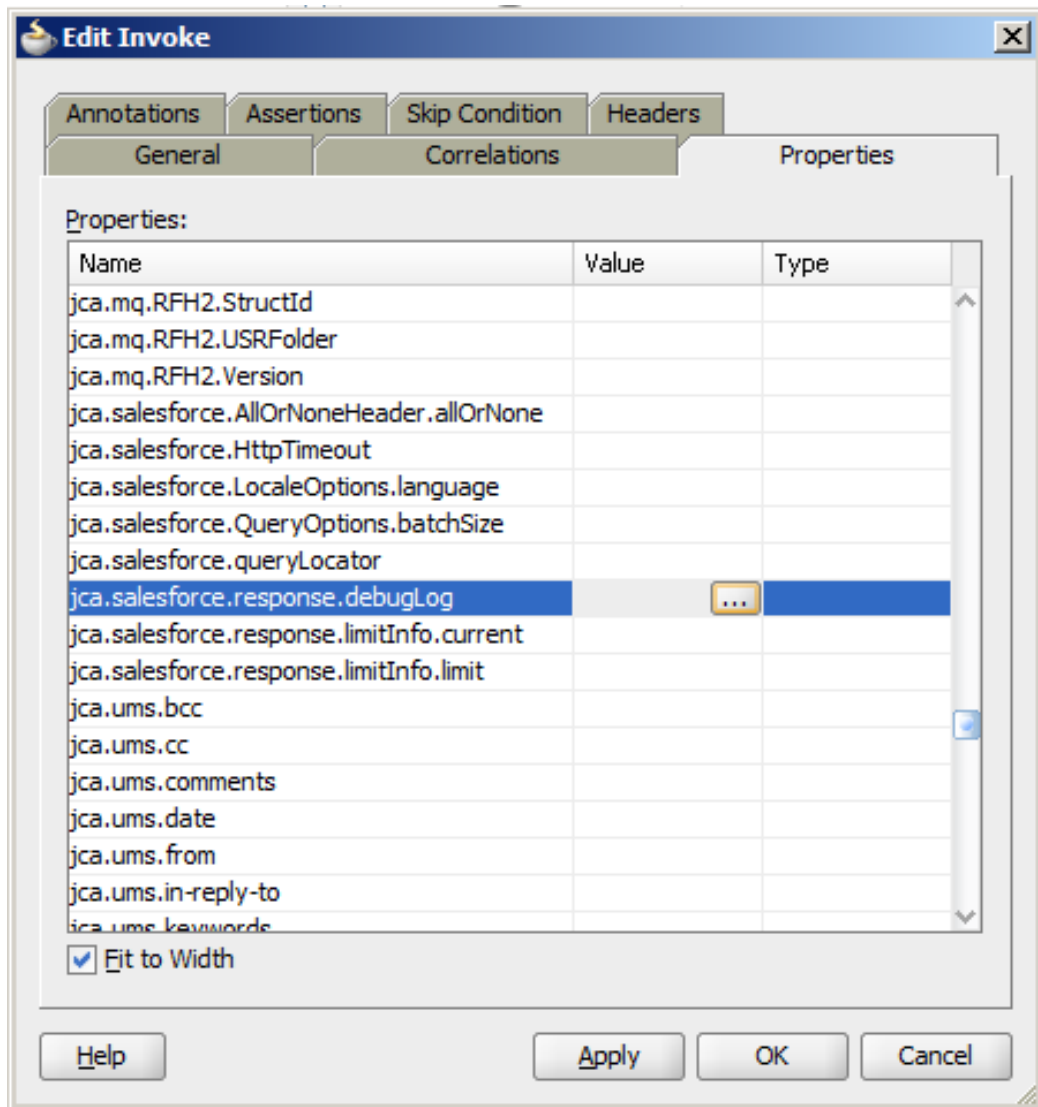 Edit Invoke
Annotations Assertions Skip Condition Headers
General Correlations Properties
Properties:
Name Value Type
jca.mq.RFH2.StructId
jca.mq.RFH2.USRFolder
jca.mq.RFH2.Version
jca.salesforce.AllOrNoneHeader.allOrNone
jca.salesforce.HttpTimeout
jca.salesforce.LocaleOptions.language
jca.salesforce.QueryOptions.batchSize
jca.salesforce.queryLocator
jca.salesforce.response.debugLog ...
jca.salesforce.response.limitInfo.current
jca.salesforce.response.limitInfo.limit
jca.ums.bcc
jca.ums.cc
jca.ums.comments
jca.ums.date
jca.ums.from
jca.ums.in-reply-to
jca.ums.keywords
Fit to Width
Help Apply OK Cancel